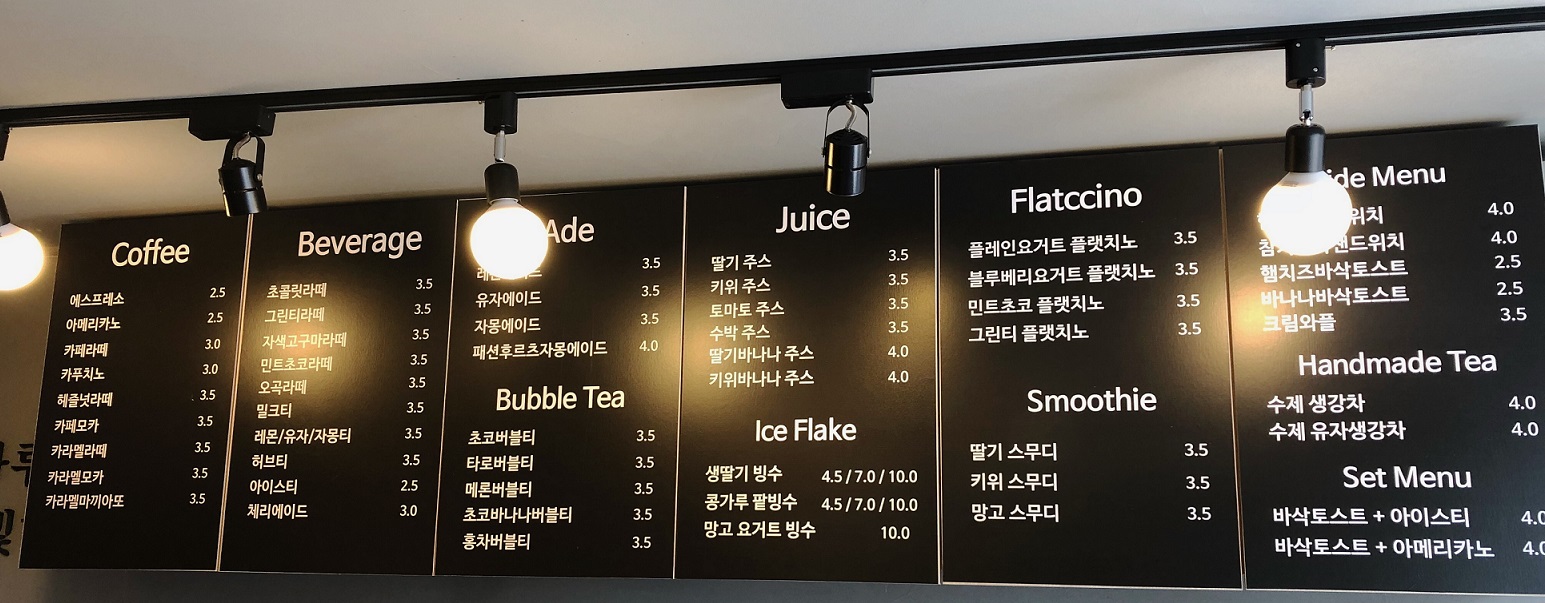 Coffee
에스프레소 2.5
아메리카노 2.5
카페라떼 3.0
카푸치노 3.0
헤즐넛라떼 3.5
카페모카 3.5
카라멜라떼 3.5
카라멜모카 3.5
카라멜마끼아또 3.5
Beverage
초콜릿라떼 3.5
그린티라떼 3.5
자색고구마라떼 3.5
민트초코라떼 3.5
오곡라떼 3.5
밀크티 3.5
레몬/유자/자몽티 3.5
허브티 3.5
아이스티 2.5
체리에이드 3.0
Ade
3.5
유자에이드 3.5
자몽에이드 3.5
패션후르츠자몽에이드 4.0
Bubble Tea
초코버블티 3.5
타로버블티 3.5
메론버블티 3.5
초코바나나버블티 3.5
홍차버블티 3.5
Juice
딸기 주스 3.5
키위 주스 3.5
토마토 주스 3.5
수박 주스 3.5
딸기바나나 주스 4.0
키위바나나 주스 4.0
Ice Flake
생딸기 빙수 4.5 / 7.0 / 10.0
콩가루 팥빙수 4.5 / 7.0 / 10.0
망고 요거트 빙수 10.0
Flatccino
플레인요거트 플랫치노 3.5
블루베리요거트 플랫치노 3.5
민트초코 플랫치노 3.5
그린티 플랫치노 3.5
Smoothie
딸기 스무디 3.5
키위 스무디 3.5
망고 스무디 3.5
Menu
4.0
4.0
햄치즈바삭토스트 2.5
바나나바삭토스트 2.5
크림와플 3.5
Handmade Tea
수제 생강차 4.0
수제 유자생강차 4.0
Set Menu
바삭토스트 + 아이스티 4.0
바삭토스트 + 아메리카노 4.0